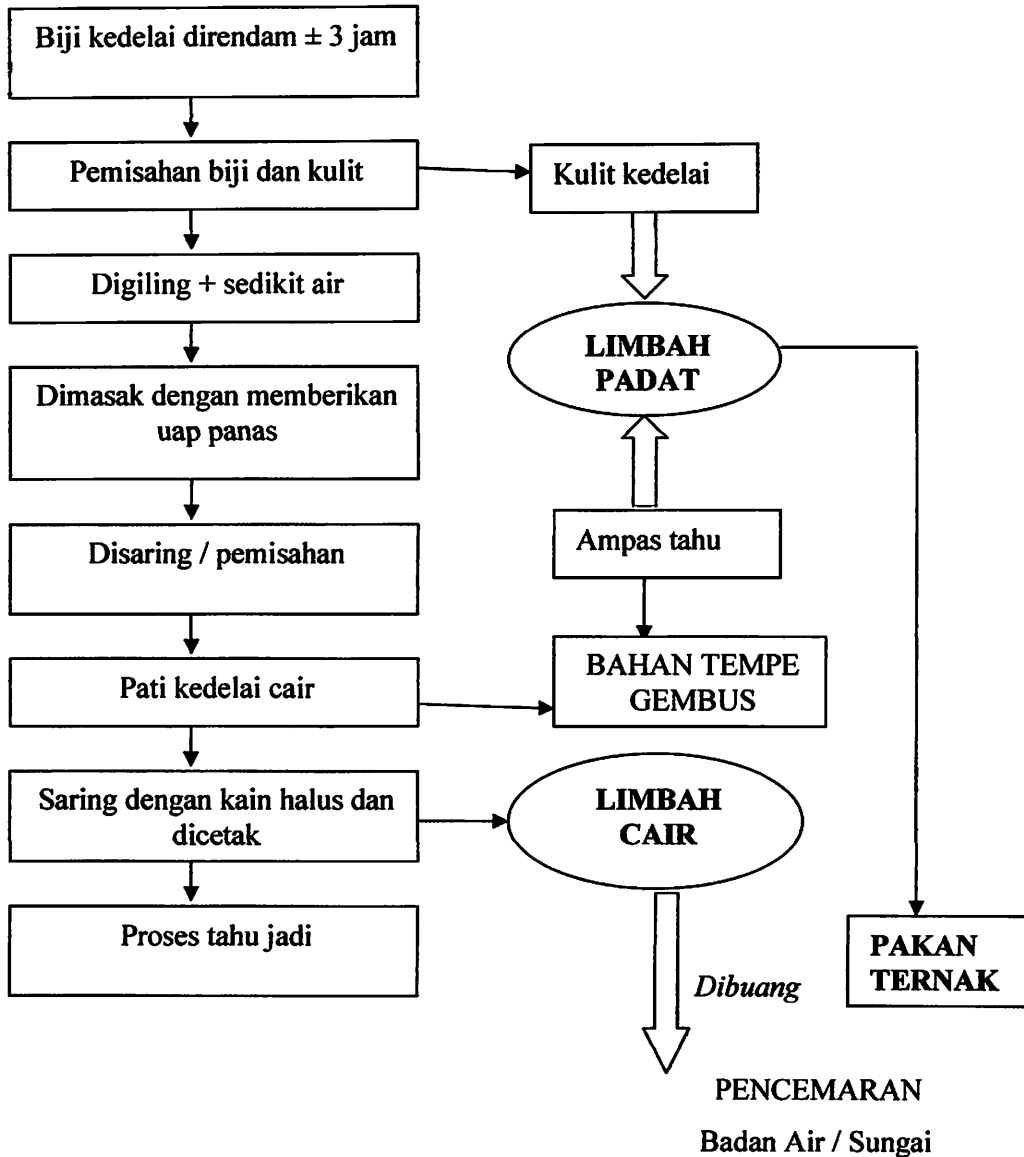 Biji kedelai direndam ± 3 jam
Pemisahan biji dan kulit
Kulit kedelai
Digiling + sedikit air
LIMBAH
PADAT
Dimasak dengan memberikan
uap panas
Ampas tahu
Disaring / pemisahan
BAHAN TEMPE
GEMBUS
Pati kedelai cair
Saring dengan kain halus dan
dicetak
LIMBAH
CAIR
Proses tahu jadi
PAKAN
TERNAK
Dibuang
PENCEMARAN
Badan Air / Sungai